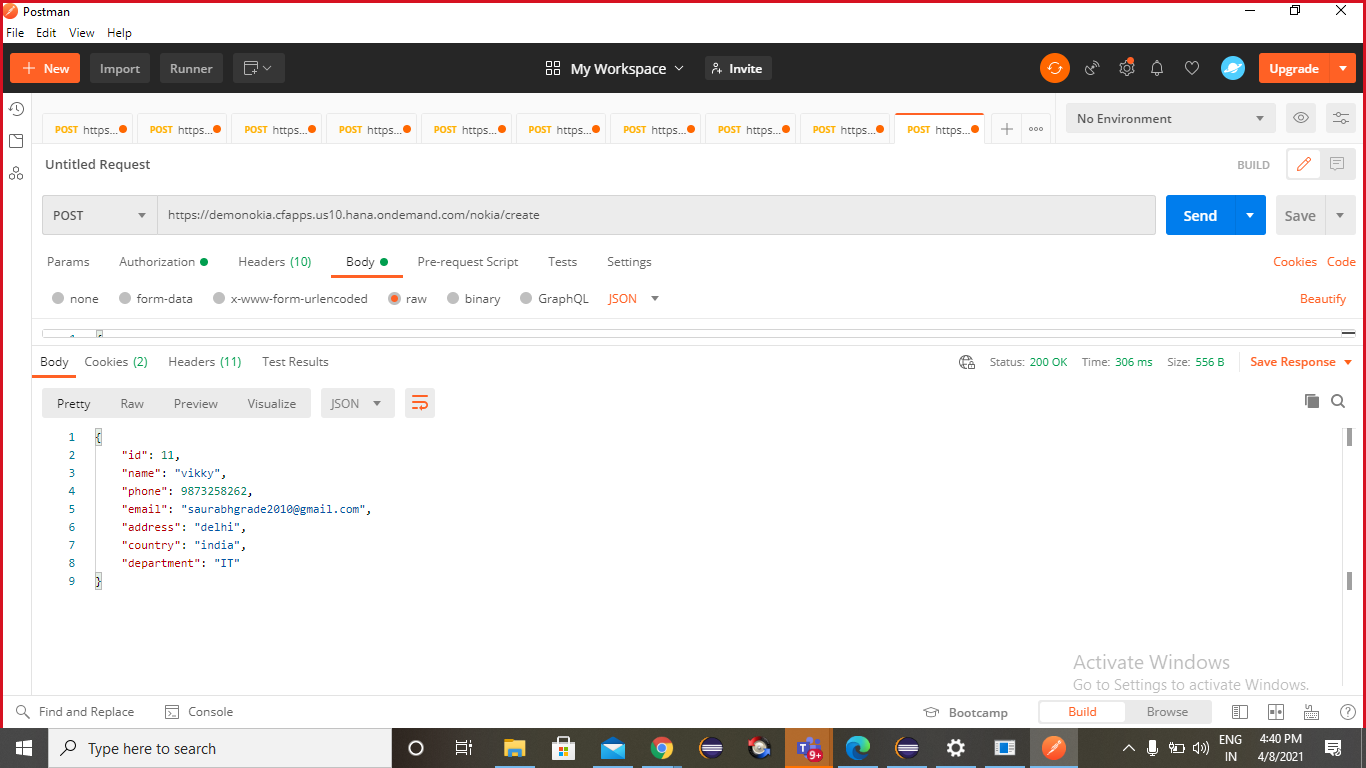 Postman
File Edit View Help
New Import Runner My Workspace Invite Upgrade
POST https... POST https... POST https... POST https... POST https... POST https... POST https... POST https... POST https... POST https... No Environment
Untitled Request BUILD
POST https://demonokia.cfapps.us10.hana.ondemand.com/nokia/create Send Save
Params Authorization Headers (10) Body Pre-request Script Tests Settings Cookies Code
none form-data x-www-form-urlencoded raw binary GraphQL JSON Beautify
Body Cookies (2) Headers (11) Test Results Status: 200 OK Time: 306 ms Size: 556 B Save Response
Pretty Raw Preview Visualize JSON
1 {
2 "id": 11,
3 "name": "vikky",
4 "phone": 9873258262,
5 "email": "saurabhgrade2010@gmail.com",
6 "address": "delhi",
7 "country": "india",
8 "department": "IT"
9 }
Activate Windows
Go to Settings to activate Windows.
Find and Replace Console Bootcamp Build Browse
Type here to search 9+ ENG 4:40 PM
IN 4/8/2021